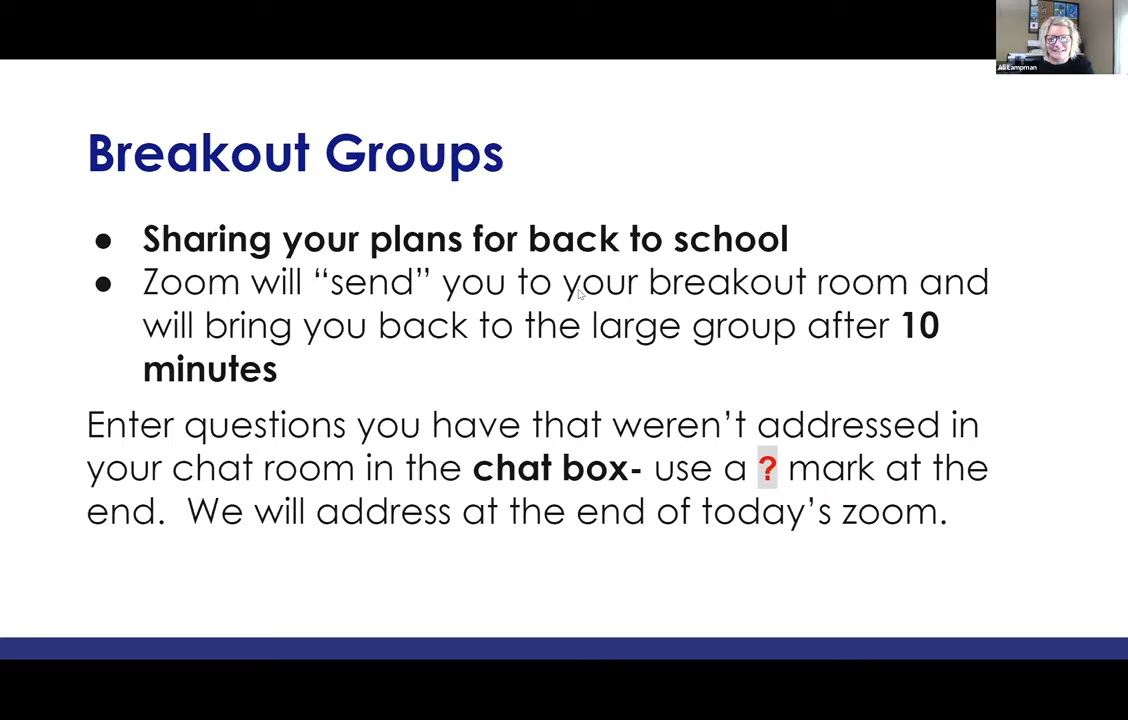 Ali Lampman
Breakout Groups
● Sharing your plans for back to school
● Zoom will “send” you to your breakout room and
will bring you back to the large group after 10
minutes
Enter questions you have that weren’t addressed in
your chat room in the chat box- use a ? mark at the
end. We will address at the end of today’s zoom.